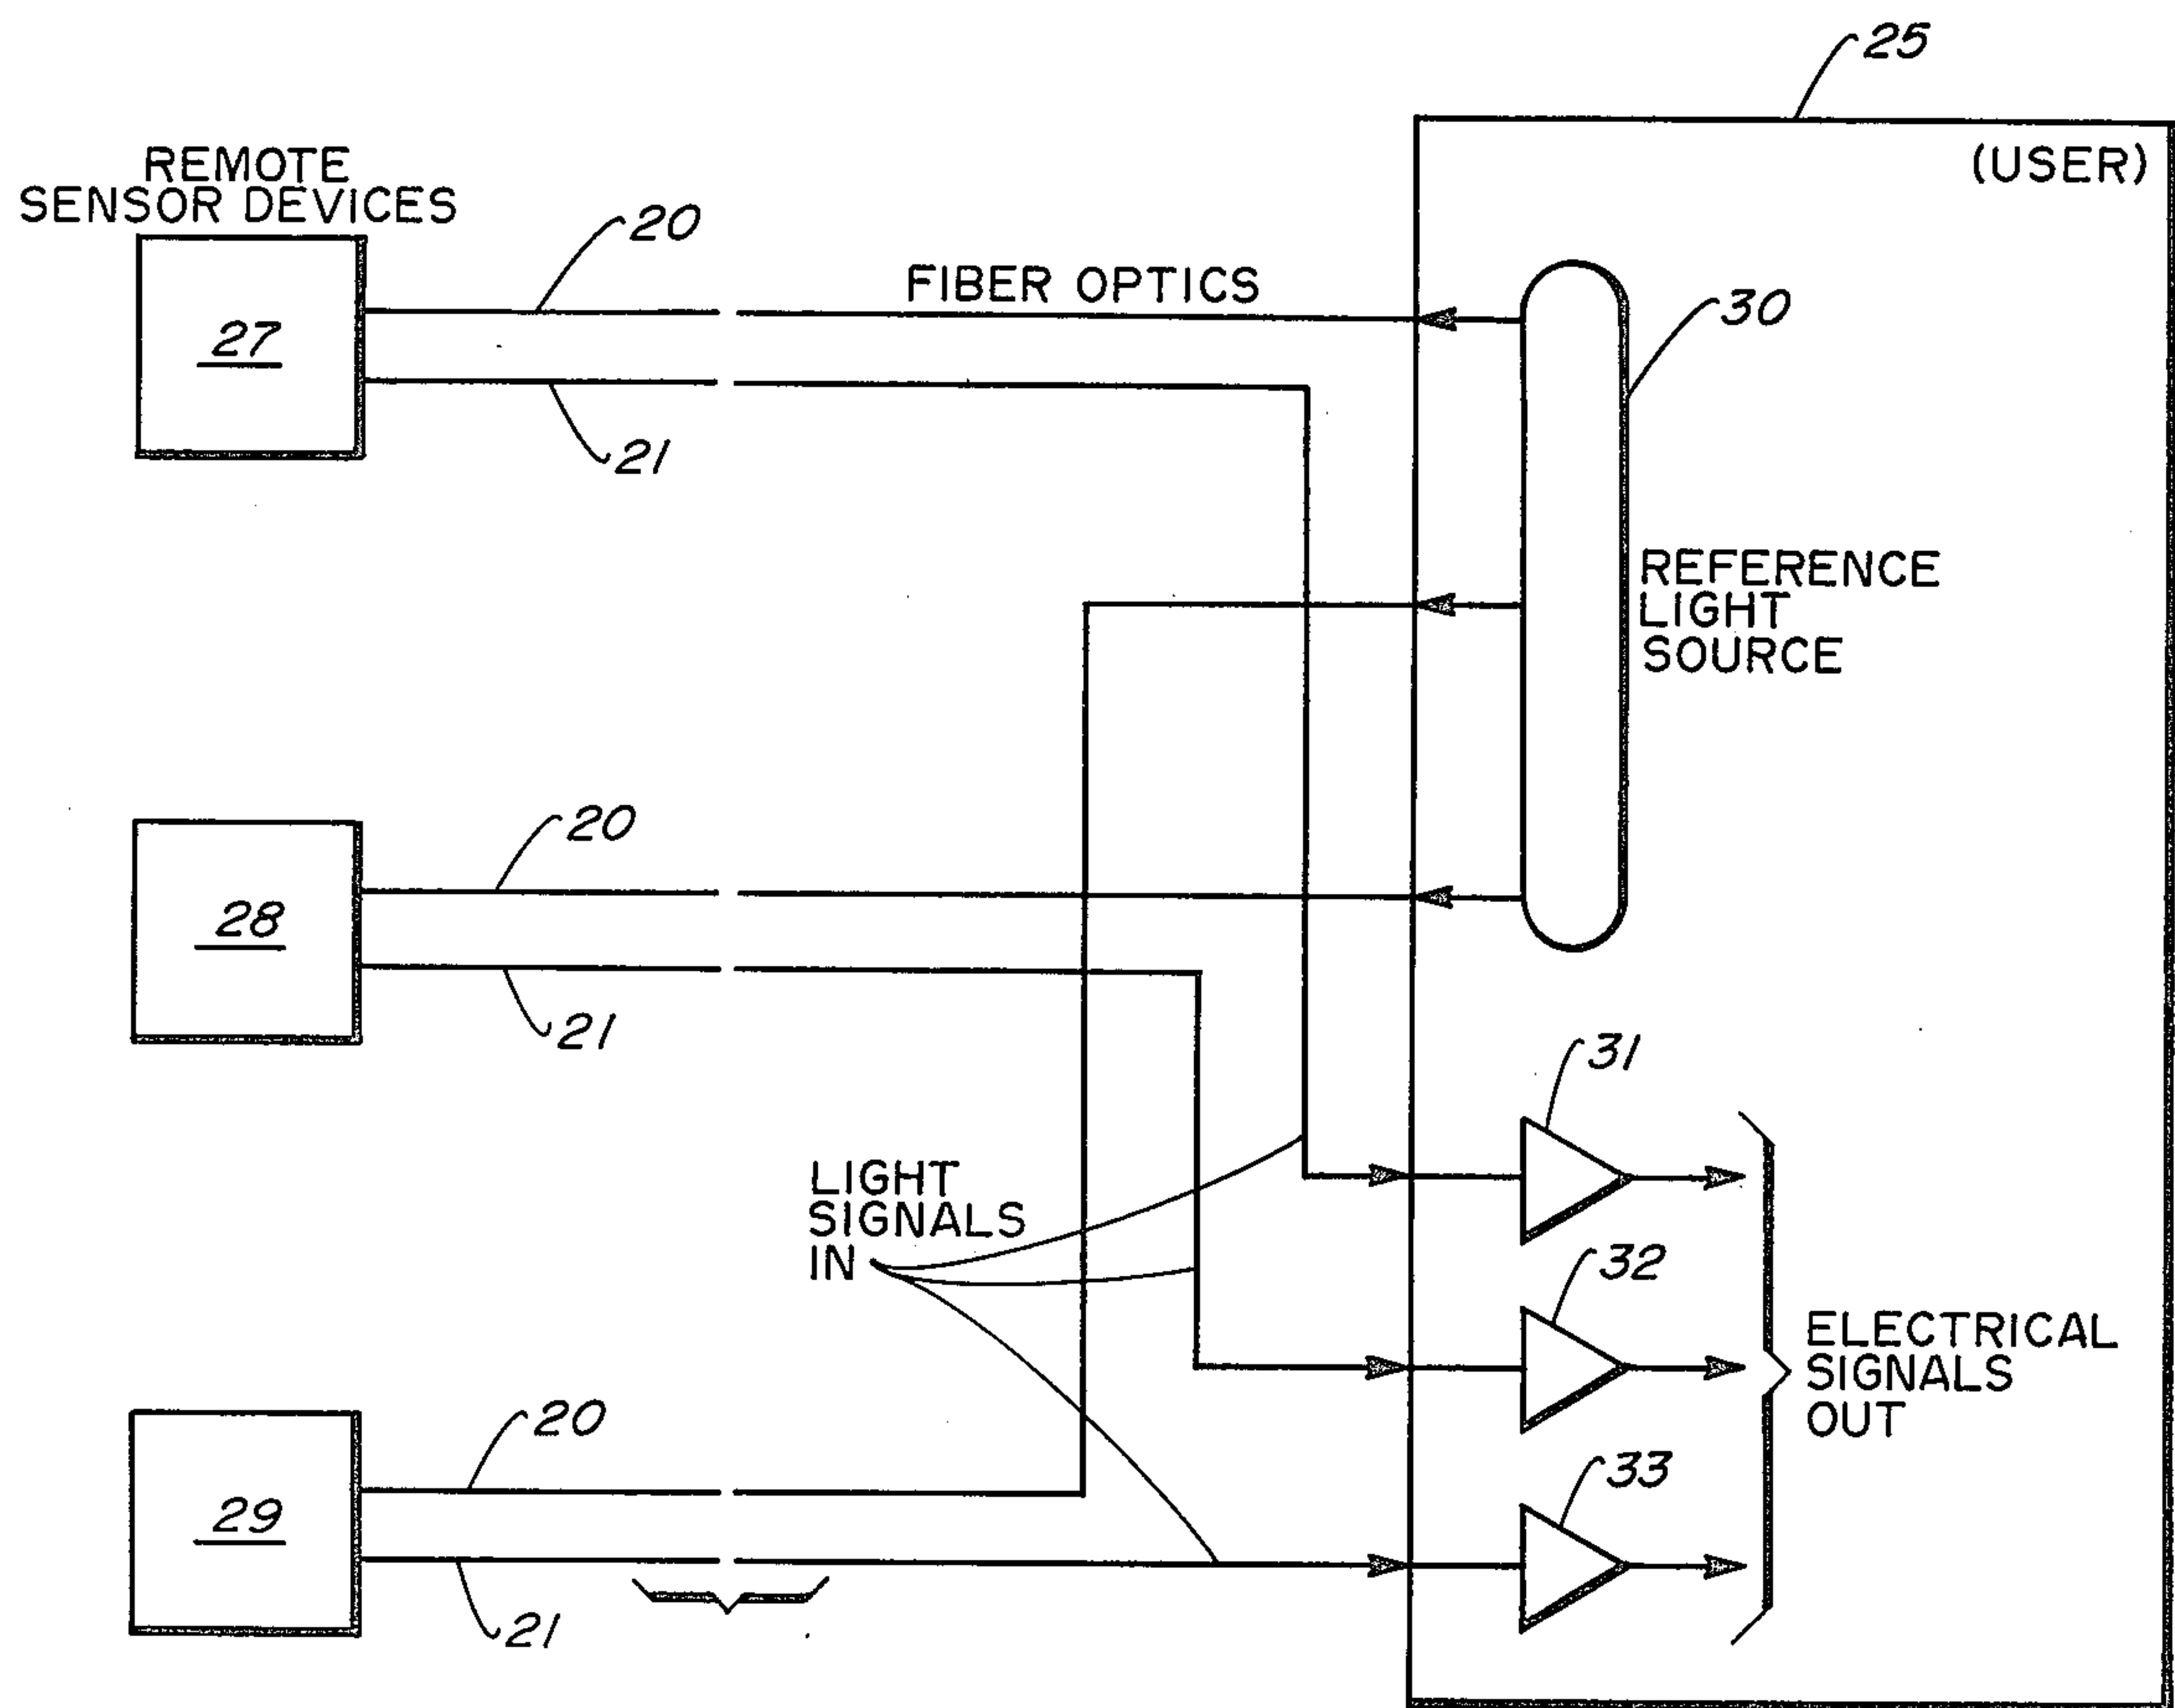 25
(USER)
REMOTE
SENSOR DEVICES
20
FIBER OPTICS
30
27
21
REFERENCE
LIGHT
SOURCE
20
28
21
31
LIGHT
SIGNALS
IN
32
ELECTRICAL
SIGNALS
OUT
20
33
29
21